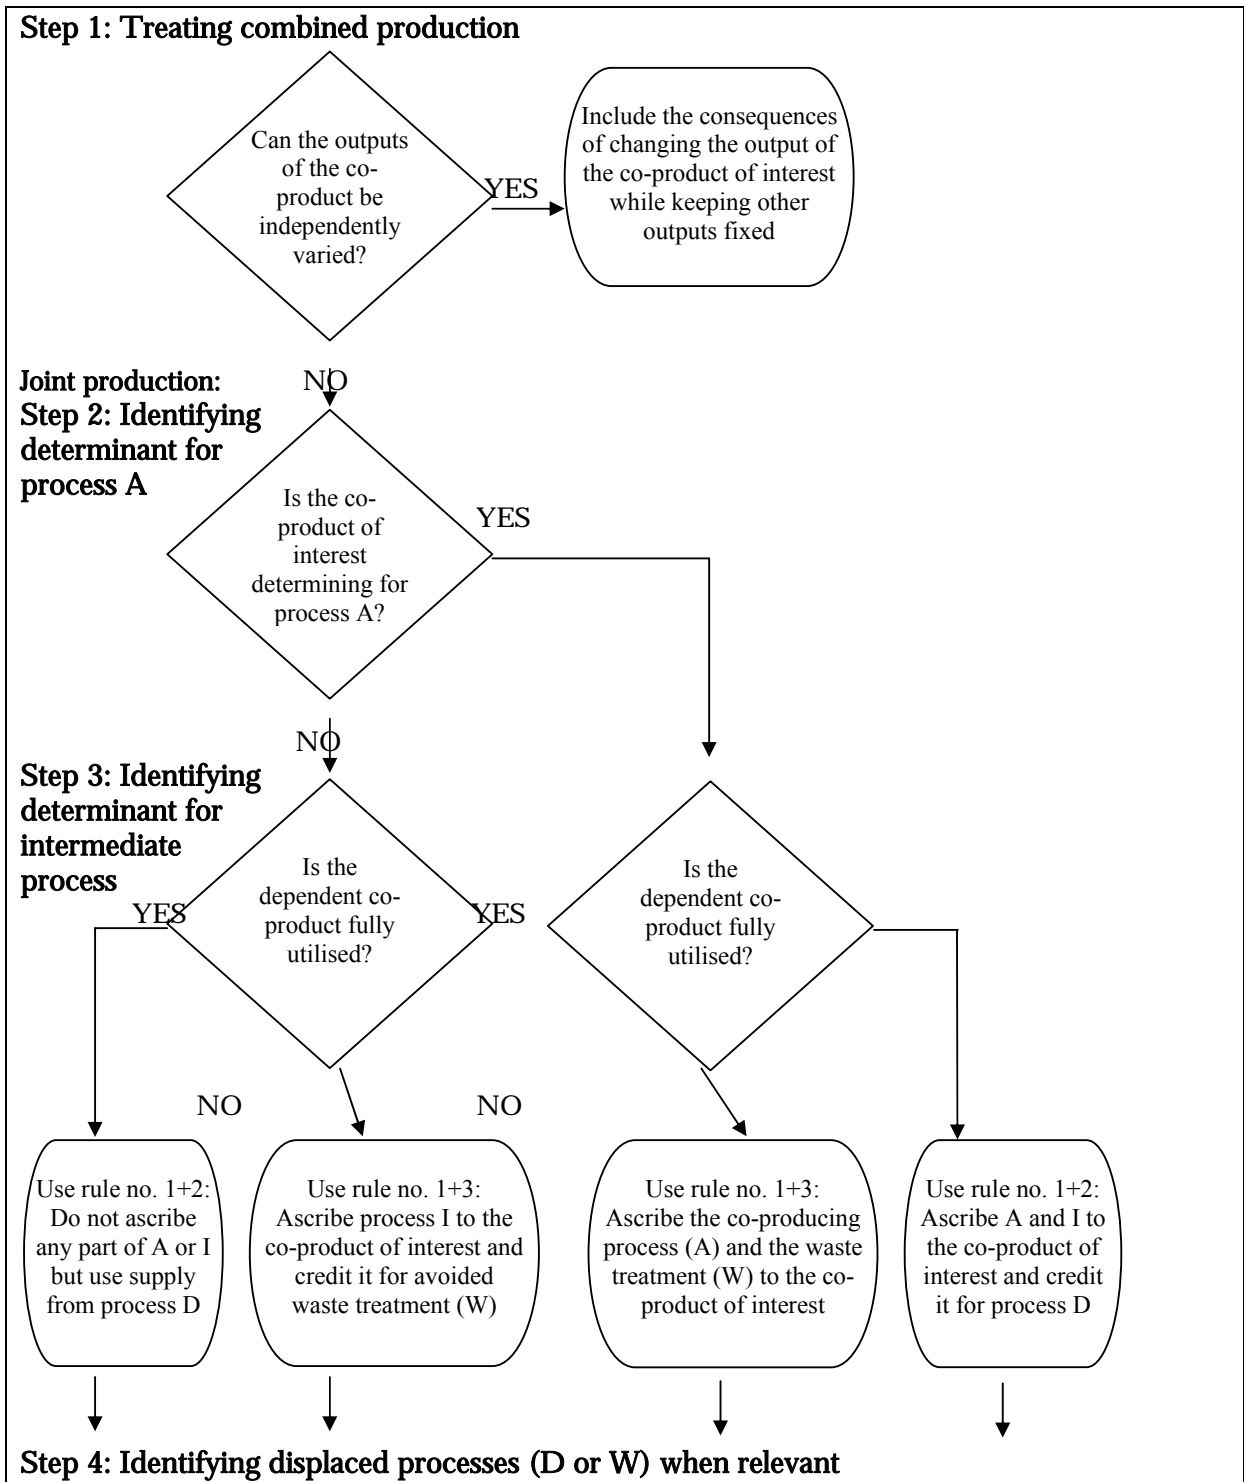 Step 1: Treating combined production
Can the outputs
of the co-
product be
independently
varied?
YES
Include the consequences
of changing the output of
the co-product of interest
while keeping other
outputs fixed
NO
Joint production:
Step 2: Identifying
determinant for
process A
Is the co-
product of
interest
determining for
process A?
YES
NO
Step 3: Identifying
determinant for
intermediate
process
Is the
dependent co-
product fully
utilised?
YES
YES
Is the
dependent co-
product fully
utilised?
NO
NO
Use rule no. 1+2:
Do not ascribe
any part of A or I
but use supply
from process D
Use rule no. 1+3:
Ascribe process I to the
co-product of interest and
credit it for avoided
waste treatment (W)
Use rule no. 1+3:
Ascribe the co-producing
process (A) and the waste
treatment (W) to the co-
product of interest
Use rule no. 1+2:
Ascribe A and I to
the co-product of
interest and credit
it for process D
Step 4: Identifying displaced processes (D or W) when relevant